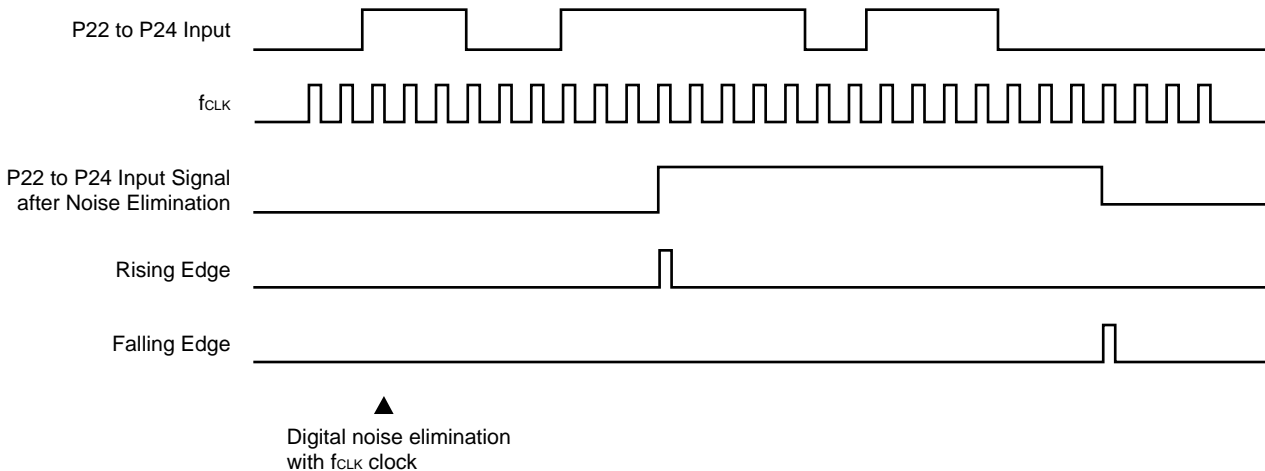 P22 to P24 Input
fCLK
P22 to P24 Input Signal
after Noise Elimination
Rising Edge
Falling Edge
Digital noise elimination
with fCLK clock